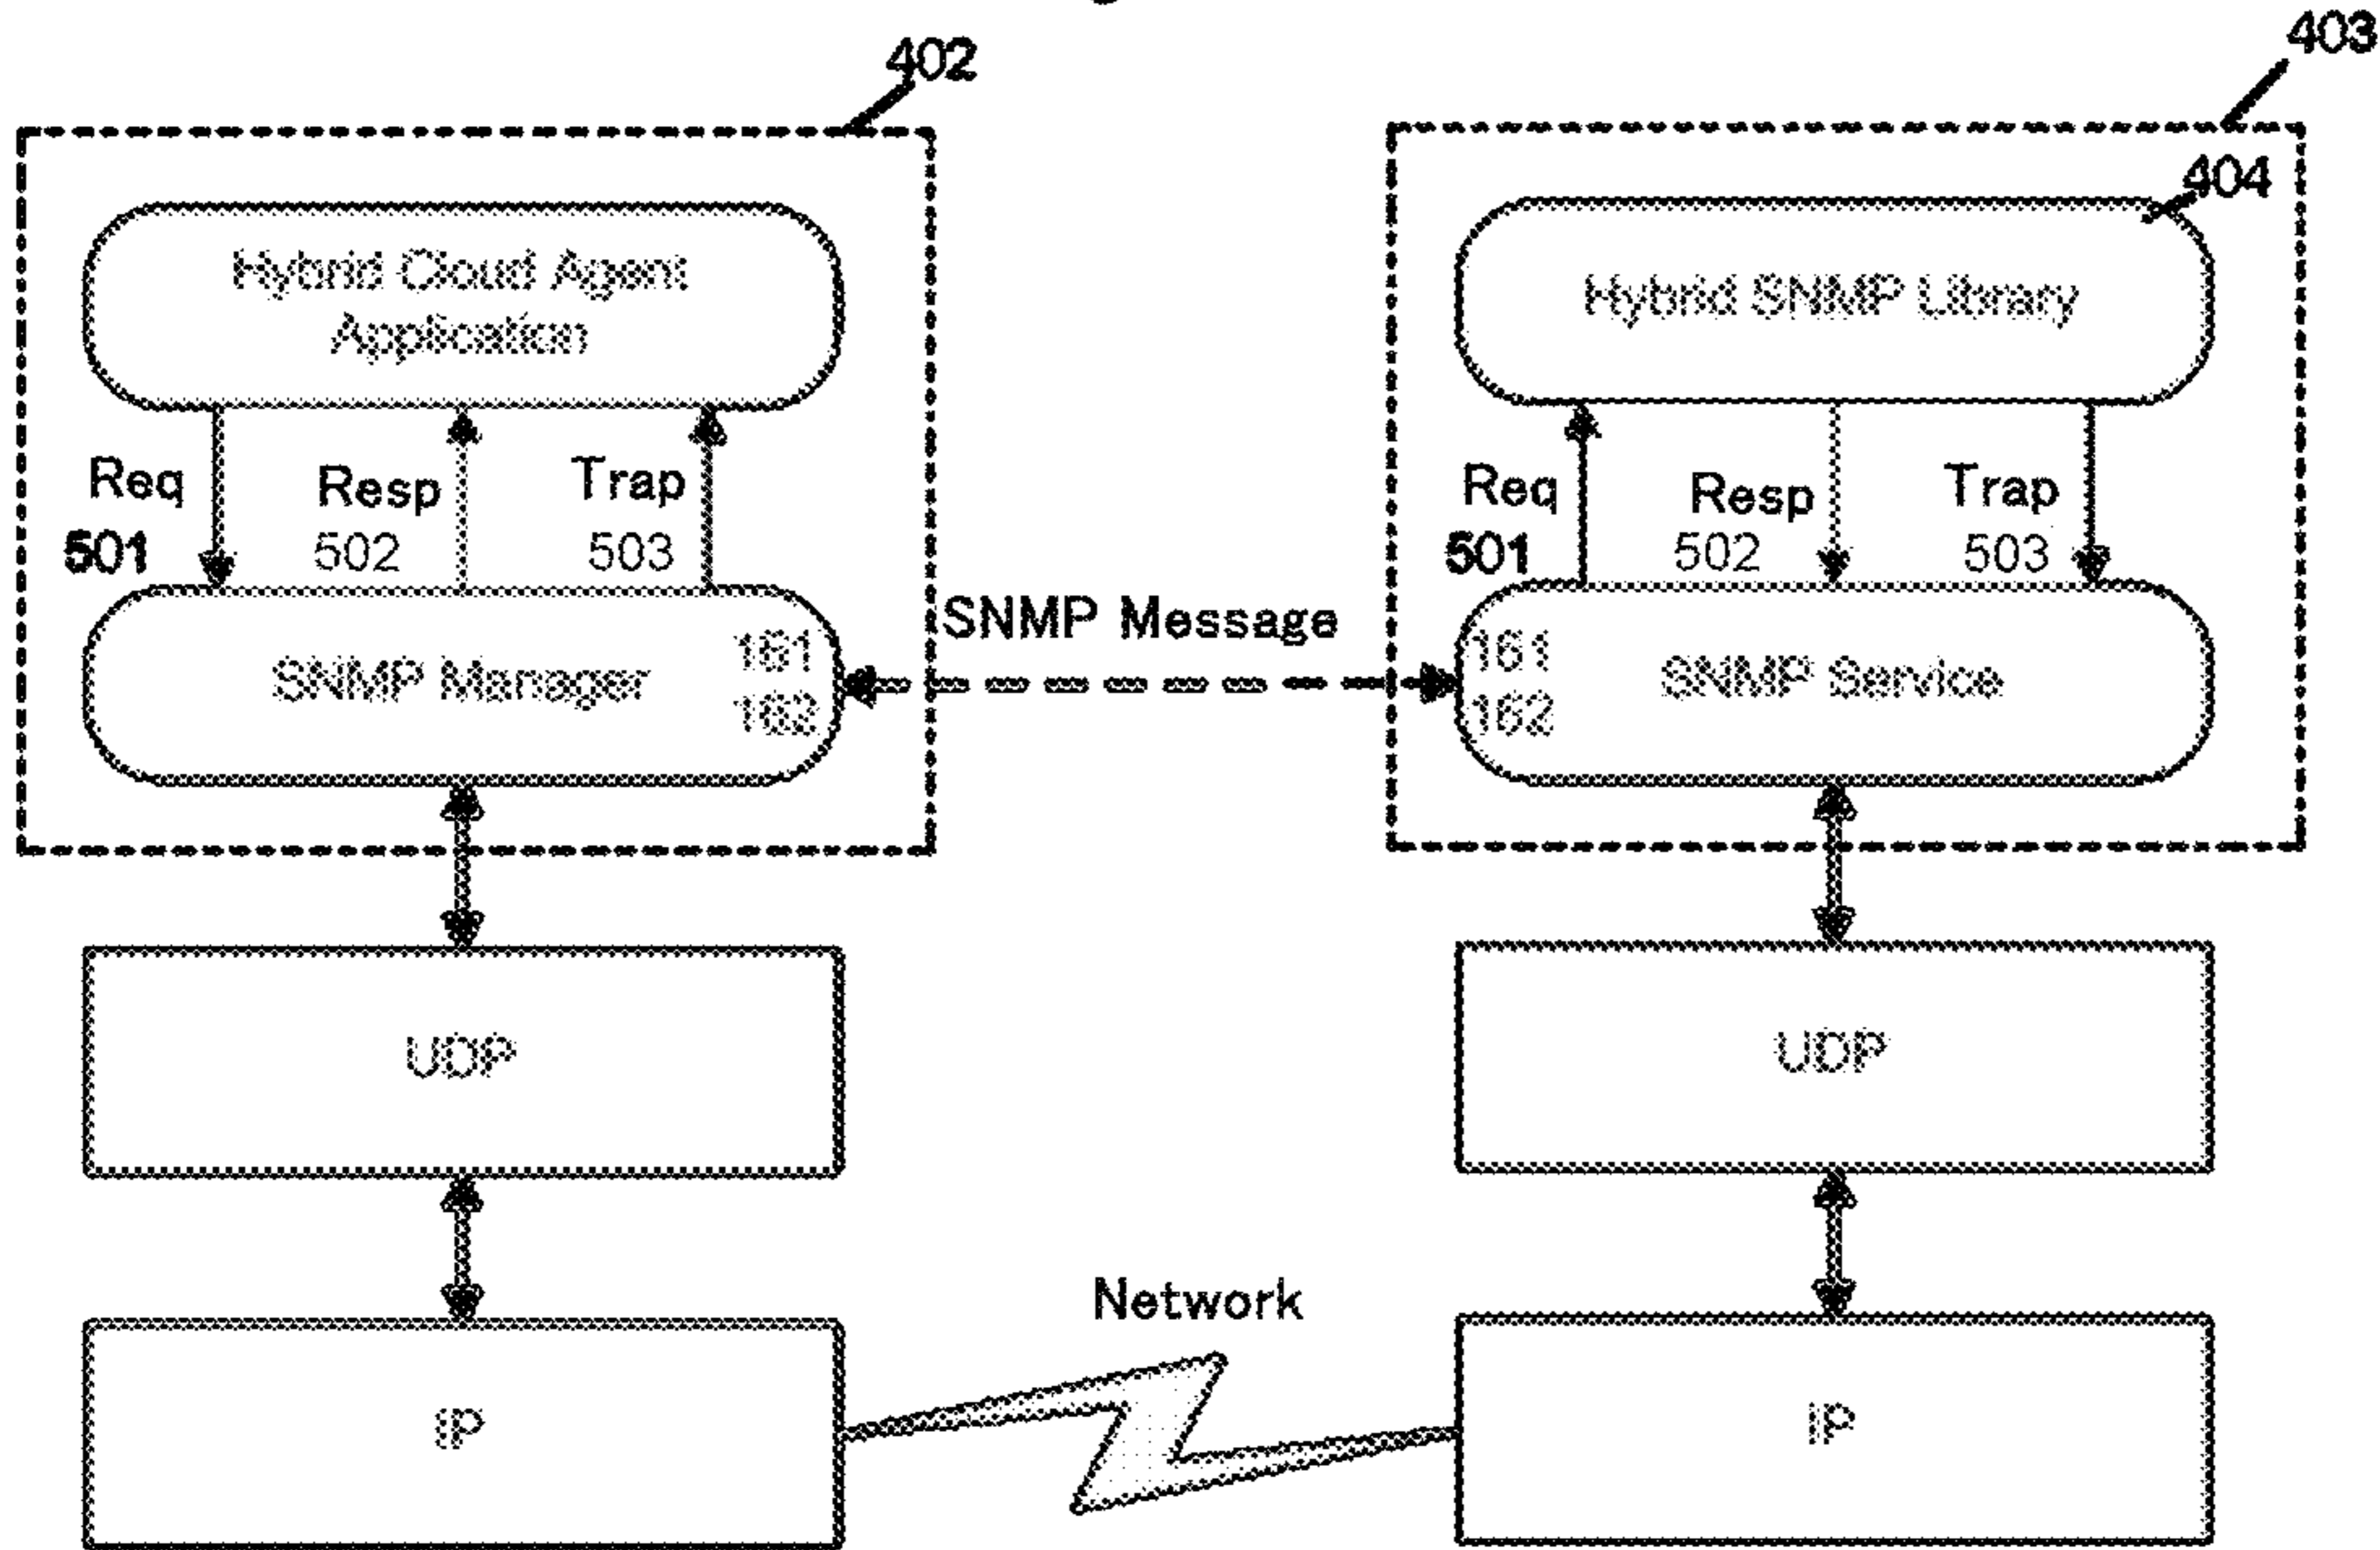 402
403
404
Hybrid Cloud Agent
Application
Hybrid SNMP Library
Req
501
Resp
502
Trap
503
Req
501
Resp
502
Trap
503
SNMP Message
SNMP Manager
161
162
161
162
SNMP Service
UDP
UDP
Network
IP
IP